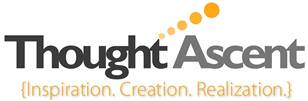 Thought Ascent
{Inspiration. Creation. Realization.}